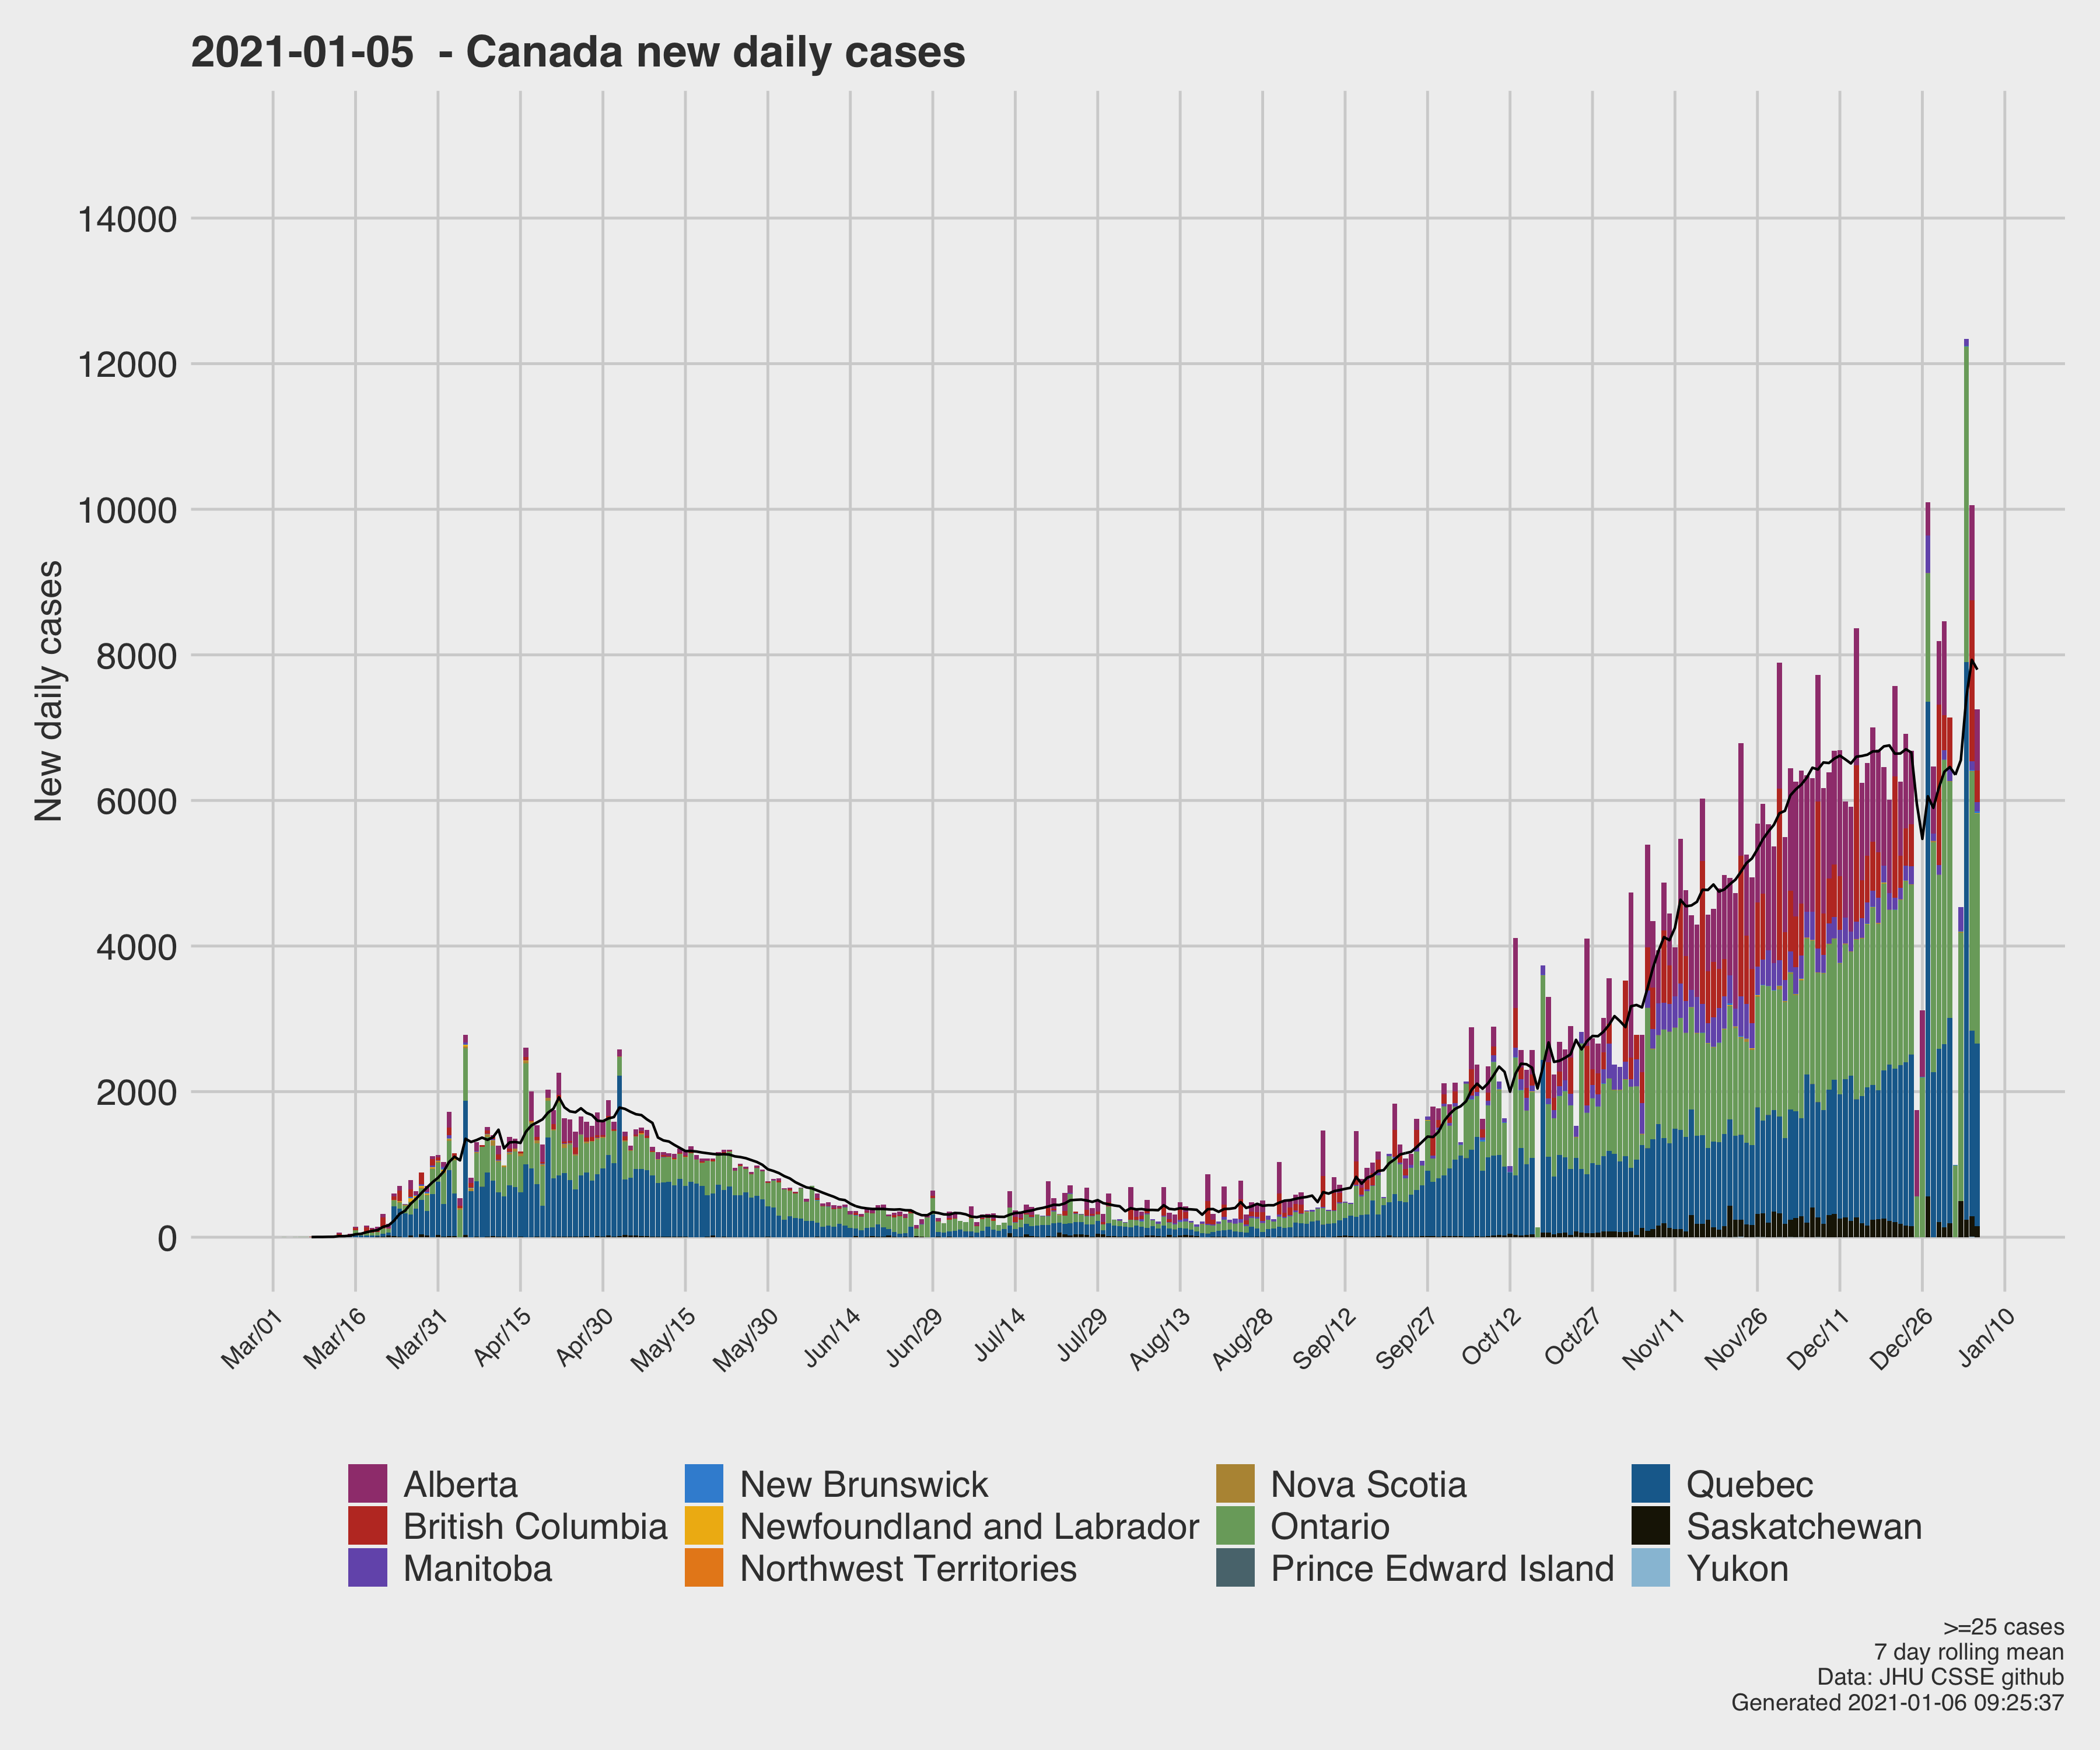 2021-01-05  - Canada new daily cases
New daily cases
14000
12000
10000
8000
6000
4000
2000
0
Mar/01
Mar/16
Mar/31
Apr/15
Apr/30
May/15
May/30
Jun/14
Jun/29
Jul/14
Jul/29
Aug/13
Aug/28
Sep/12
Sep/27
Oct/12
Oct/27
Nov/11
Nov/26
Dec/11
Dec/26
Jan/10
Alberta
British Columbia
Manitoba
New Brunswick
Newfoundland and Labrador
Northwest Territories
Nova Scotia
Ontario
Prince Edward Island
Quebec
Saskatchewan
Yukon
>=25 cases
7 day rolling mean
Data: JHU CSSE github
Generated 2021-01-06 09:25:37